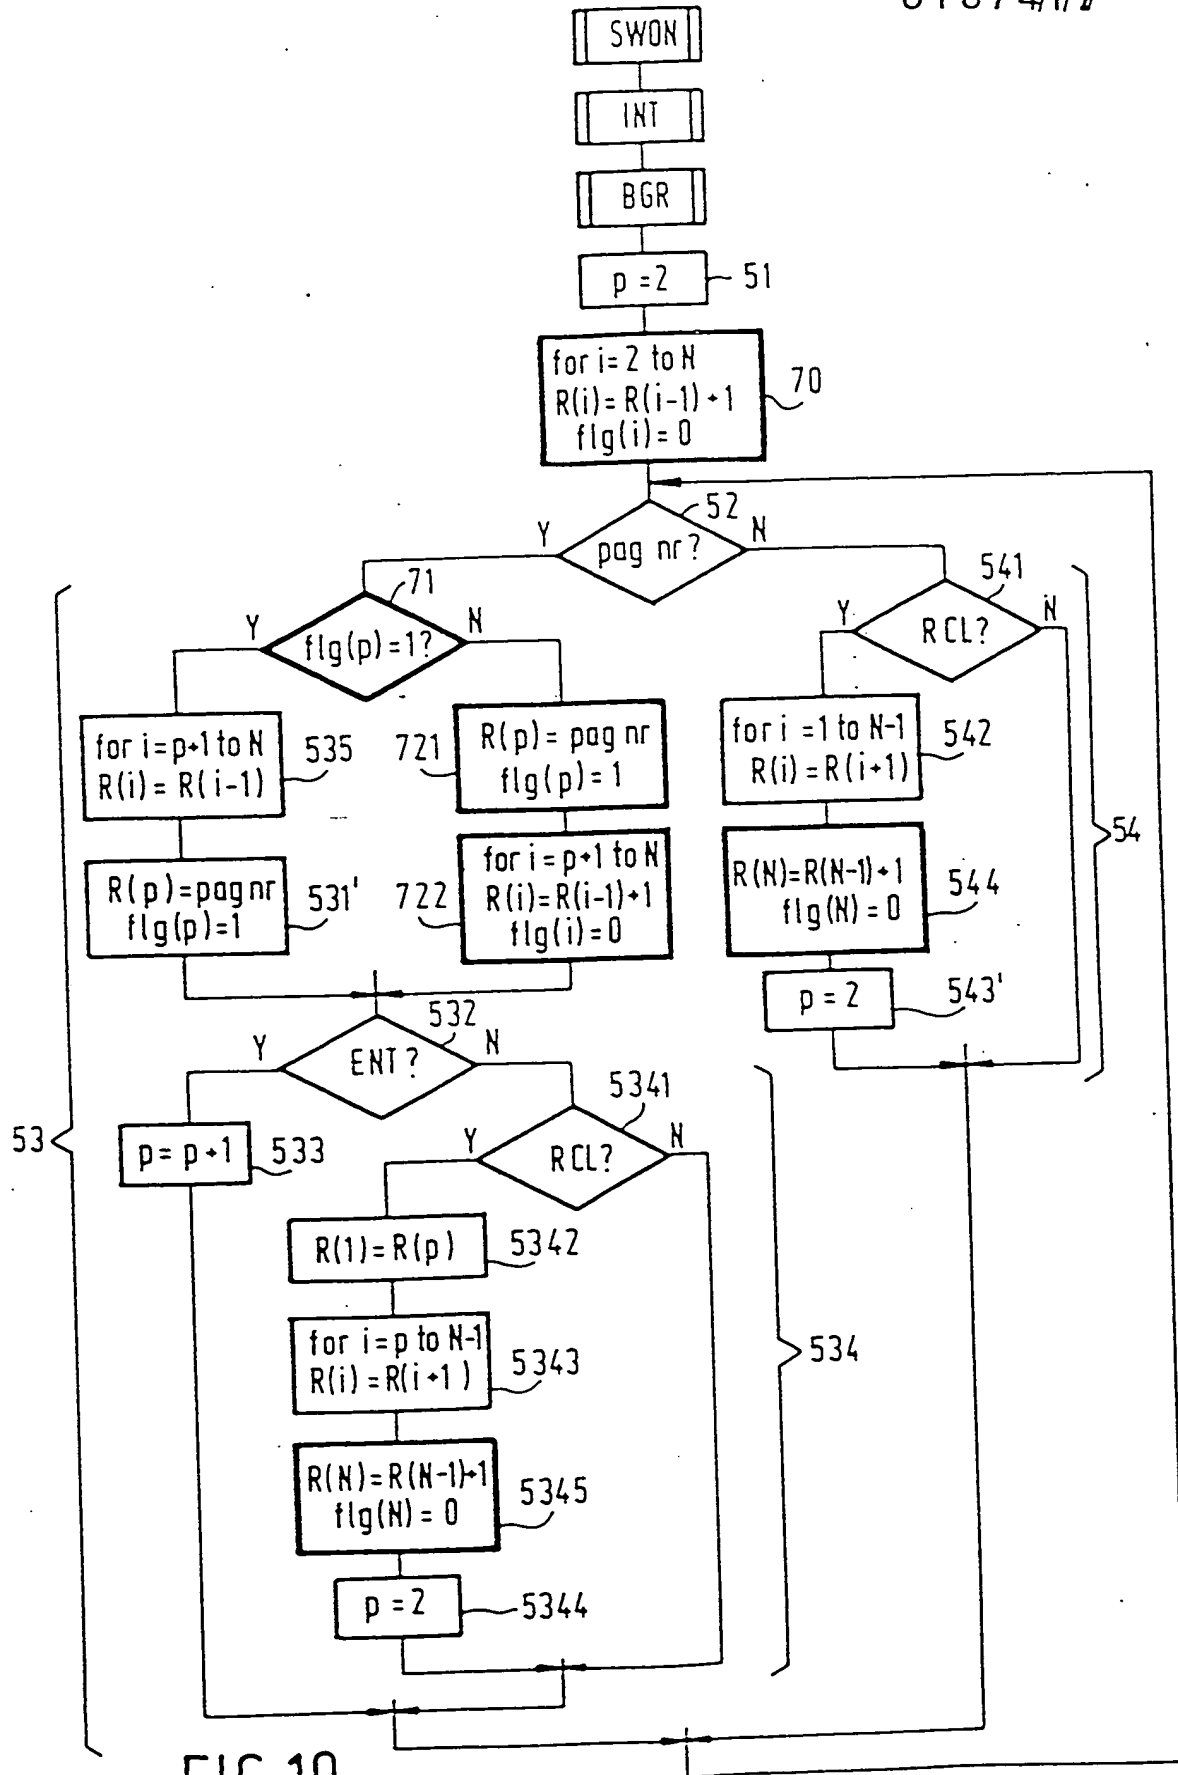 SWON
INT
BGR
p = 2
51
for i = 2 to N
R(i) = R(i-1) + 1
flg(i) = 0
70
52
Y
pag nr?
N
71
Y
flg(p) = 1?
N
541
Y
RCL?
N
for i = p+1 to N
R(i) = R(i-1)
535
721
R(p) = pag nr
flg(p) = 1
for i = 1 to N-1
R(i) = R(i+1)
542
54
R(p) = pag nr
flg(p) = 1
531'
722
for i = p+1 to N
R(i) = R(i-1)+1
flg(i) = 0
R(N) = R(N-1)+1
flg(N) = 0
544
p = 2
543'
532
Y
ENT?
N
53
p = p+1
533
5341
Y
RCL?
N
R(1) = R(p)
5342
for i = p to N-1
R(i) = R(i+1)
5343
534
R(N) = R(N-1)+1
flg(N) = 0
5345
p = 2
5344
FIG.10